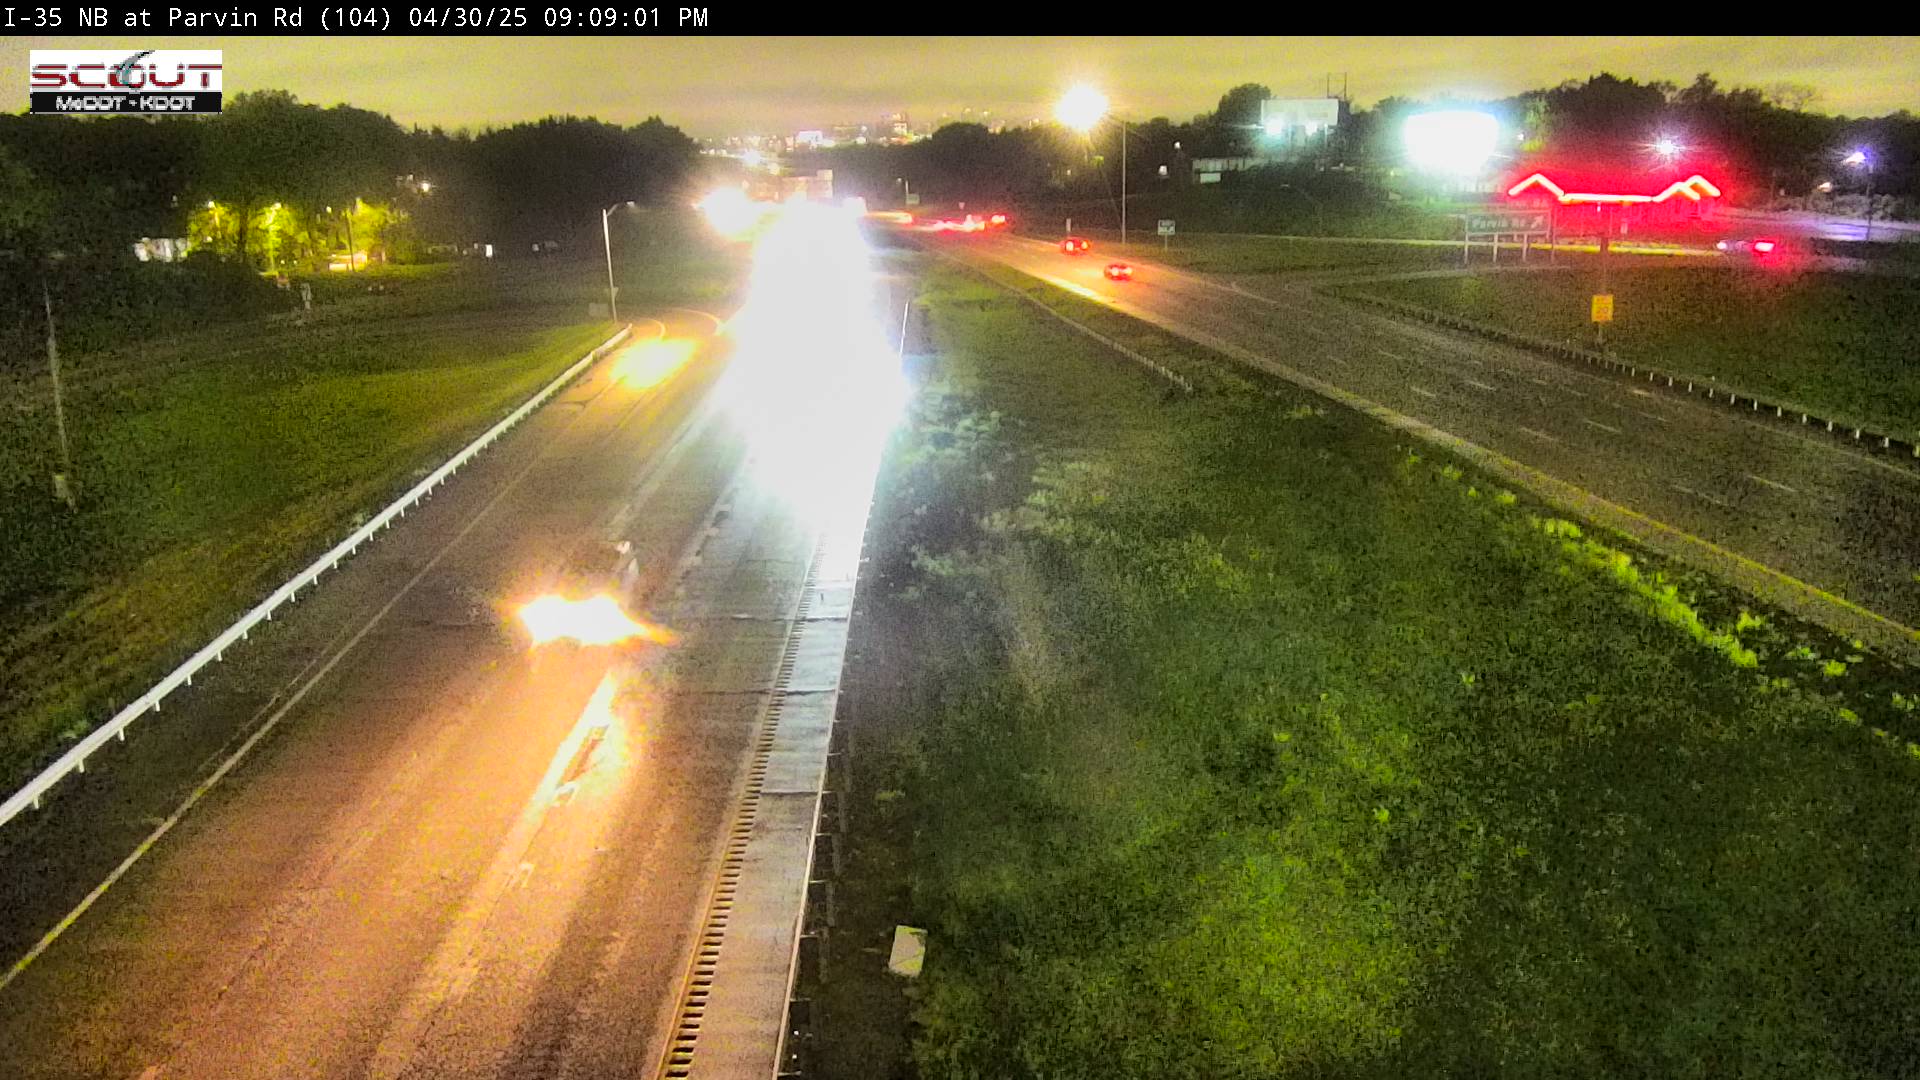 I-35 NB at Parvin Rd (104) 04/30/25 09:09:01 PM
SCOUT
MoDOT - KDOT
Parvin Rd